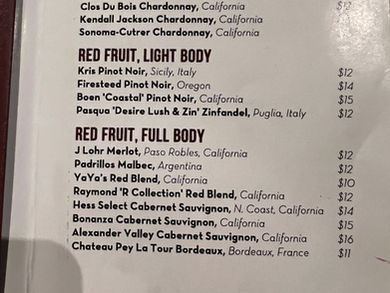 Clos Du Bois Chardonnay, California $12
Kendall Jackson Chardonnay, California
Sonoma-Cutrer Chardonnay, California
RED FRUIT, LIGHT BODY
Kris Pinot Noir, Sicily, Italy $12
Firesteed Pinot Noir, Oregon $14
Boen 'Coastal' Pinot Noir, California $15
Pasqua 'Desire Lush & Zin' Zinfandel, Puglia, Italy $12
RED FRUIT, FULL BODY
J Lohr Merlot, Paso Robles, California $12
Padrillos Malbec, Argentina $12
YaYa's Red Blend, California $10
Raymond 'R Collection' Red Blend, California $12
Hess Select Cabernet Sauvignon, N. Coast, California $14
Bonanza Cabernet Sauvignon, California $15
Alexander Valley Cabernet Sauvignon, California $16
Chateau Pey La Tour Bordeaux, Bordeaux, France $11